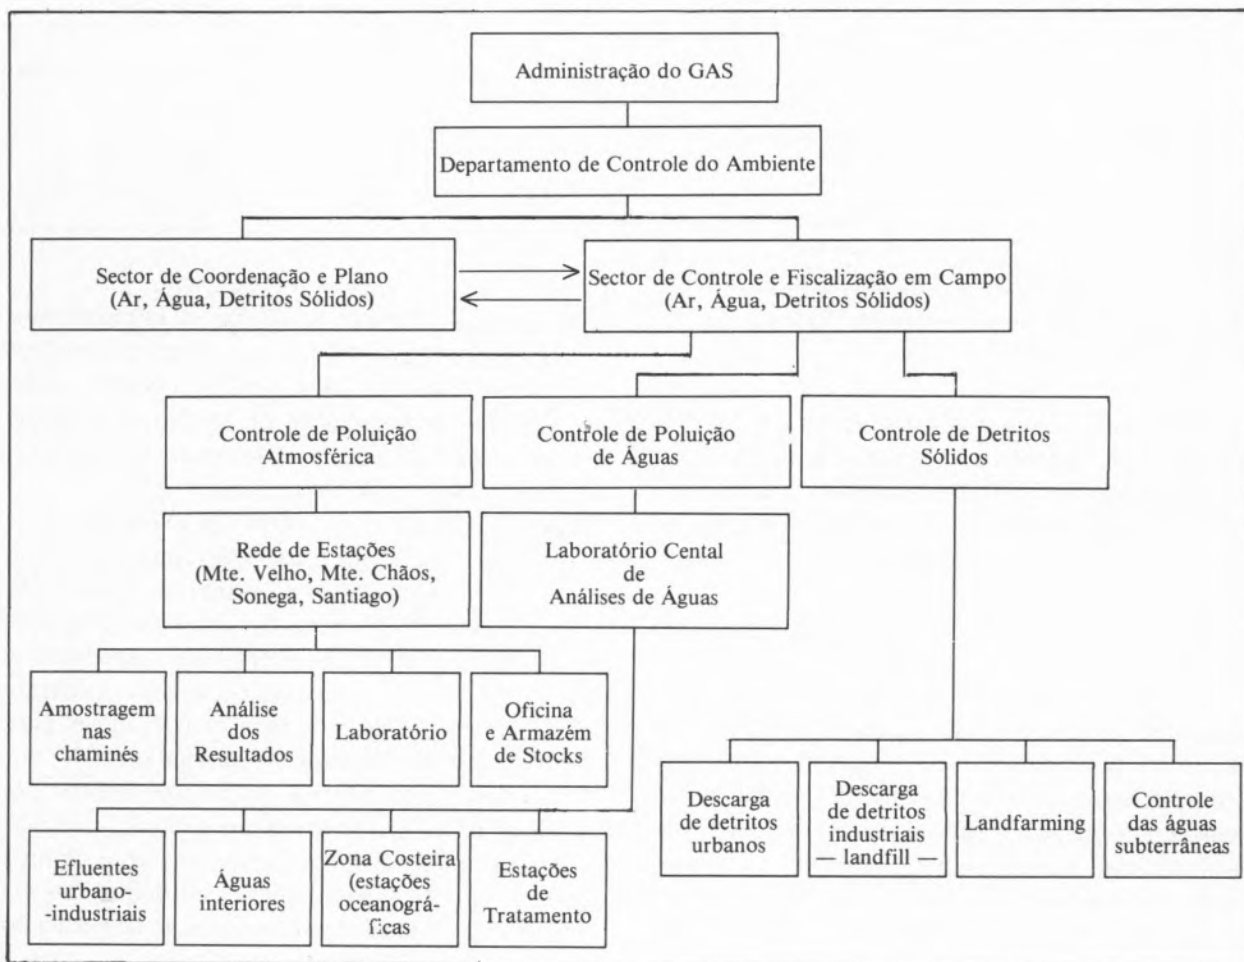 Administração do GAS
Departamento de Controle do Ambiente
Sector de Coordenação e Plano
(Ar, Água, Detritos Sólidos)
Sector de Controle e Fiscalização em Campo
(Ar, Água, Detritos Sólidos)
Controle de Poluição
Atmosférica
Controle de Poluição
de Águas
Controle de Detritos
Sólidos
Rede de Estações
(Mte. Velho, Mte. Chãos,
Sonega, Santiago)
Laboratório Cental
de
Análises de Águas
Amostragem
nas
chaminés
Análise
dos
Resultados
Laboratório
Oficina
e Armazém
de Stocks
Descarga
de detritos
urbanos
Descarga
de detritos
industriais
— landfill —
Landfarming
Controle
das águas
subterrâneas
Efluentes
urbano-
-industriais
Águas
interiores
Zona Costeira
(estações
oceanográ-
ficas
Estações
de
Tratamento